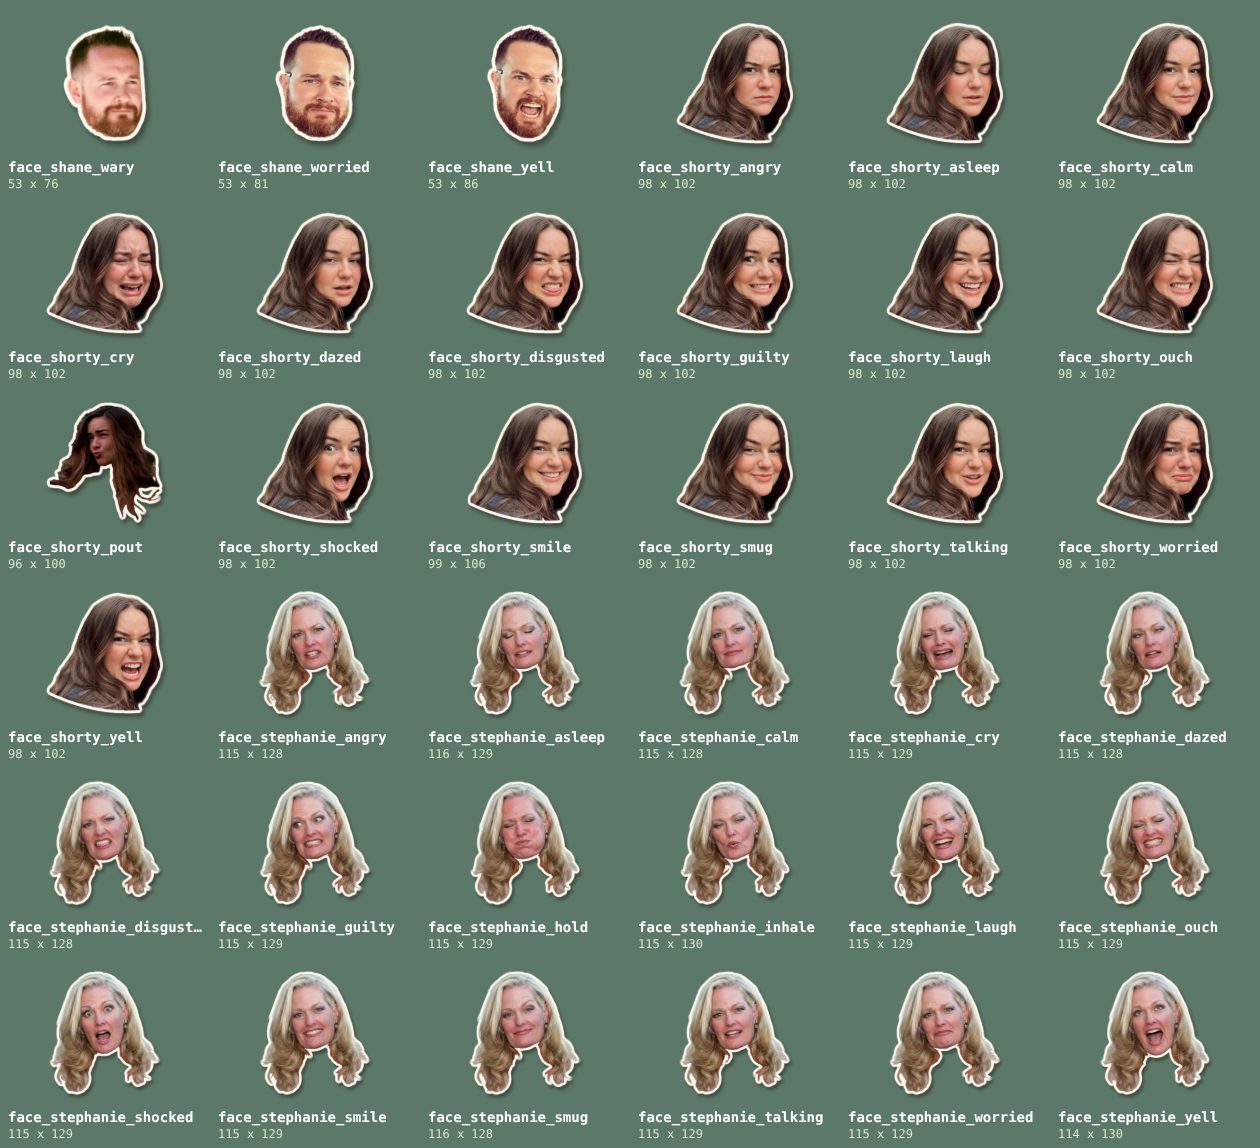 face_shane_wary
53 x 76
face_shane_worried
53 x 81
face_shane_yell
53 x 86
face_shorty_angry
98 x 102
face_shorty_asleep
98 x 102
face_shorty_calm
98 x 102
face_shorty_cry
98 x 102
face_shorty_dazed
98 x 102
face_shorty_disgusted
98 x 102
face_shorty_guilty
98 x 102
face_shorty_laugh
98 x 102
face_shorty_ouch
98 x 102
face_shorty_pout
96 x 100
face_shorty_shocked
98 x 102
face_shorty_smile
99 x 106
face_shorty_smug
98 x 102
face_shorty_talking
98 x 102
face_shorty_worried
98 x 102
face_shorty_yell
98 x 102
face_stephanie_angry
115 x 128
face_stephanie_asleep
116 x 129
face_stephanie_calm
115 x 128
face_stephanie_cry
115 x 129
face_stephanie_dazed
115 x 128
face_stephanie_disgust…
115 x 128
face_stephanie_guilty
115 x 129
face_stephanie_hold
115 x 129
face_stephanie_inhale
115 x 130
face_stephanie_laugh
115 x 129
face_stephanie_ouch
115 x 129
face_stephanie_shocked
115 x 129
face_stephanie_smile
115 x 129
face_stephanie_smug
116 x 128
face_stephanie_talking
115 x 129
face_stephanie_worried
115 x 129
face_stephanie_yell
114 x 130